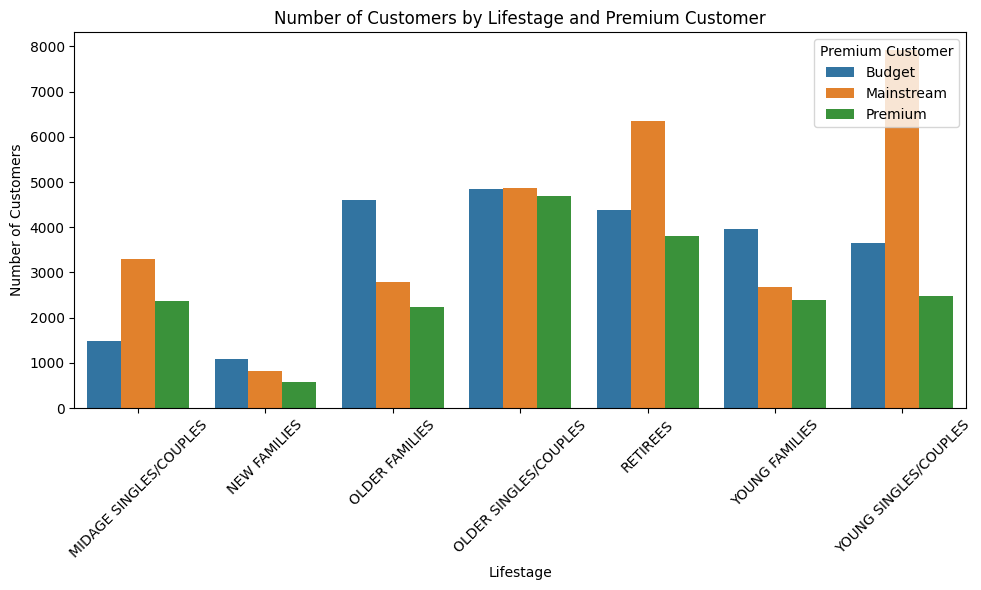 Number of Customers by Lifestage and Premium Customer
Number of Customers
8000
7000
6000
5000
4000
3000
2000
1000
0
Premium Customer
Budget
Mainstream
Premium
MIDAGE SINGLES/COUPLES
NEW FAMILIES
OLDER FAMILIES
OLDER SINGLES/COUPLES
RETIREES
YOUNG FAMILIES
YOUNG SINGLES/COUPLES
Lifestage